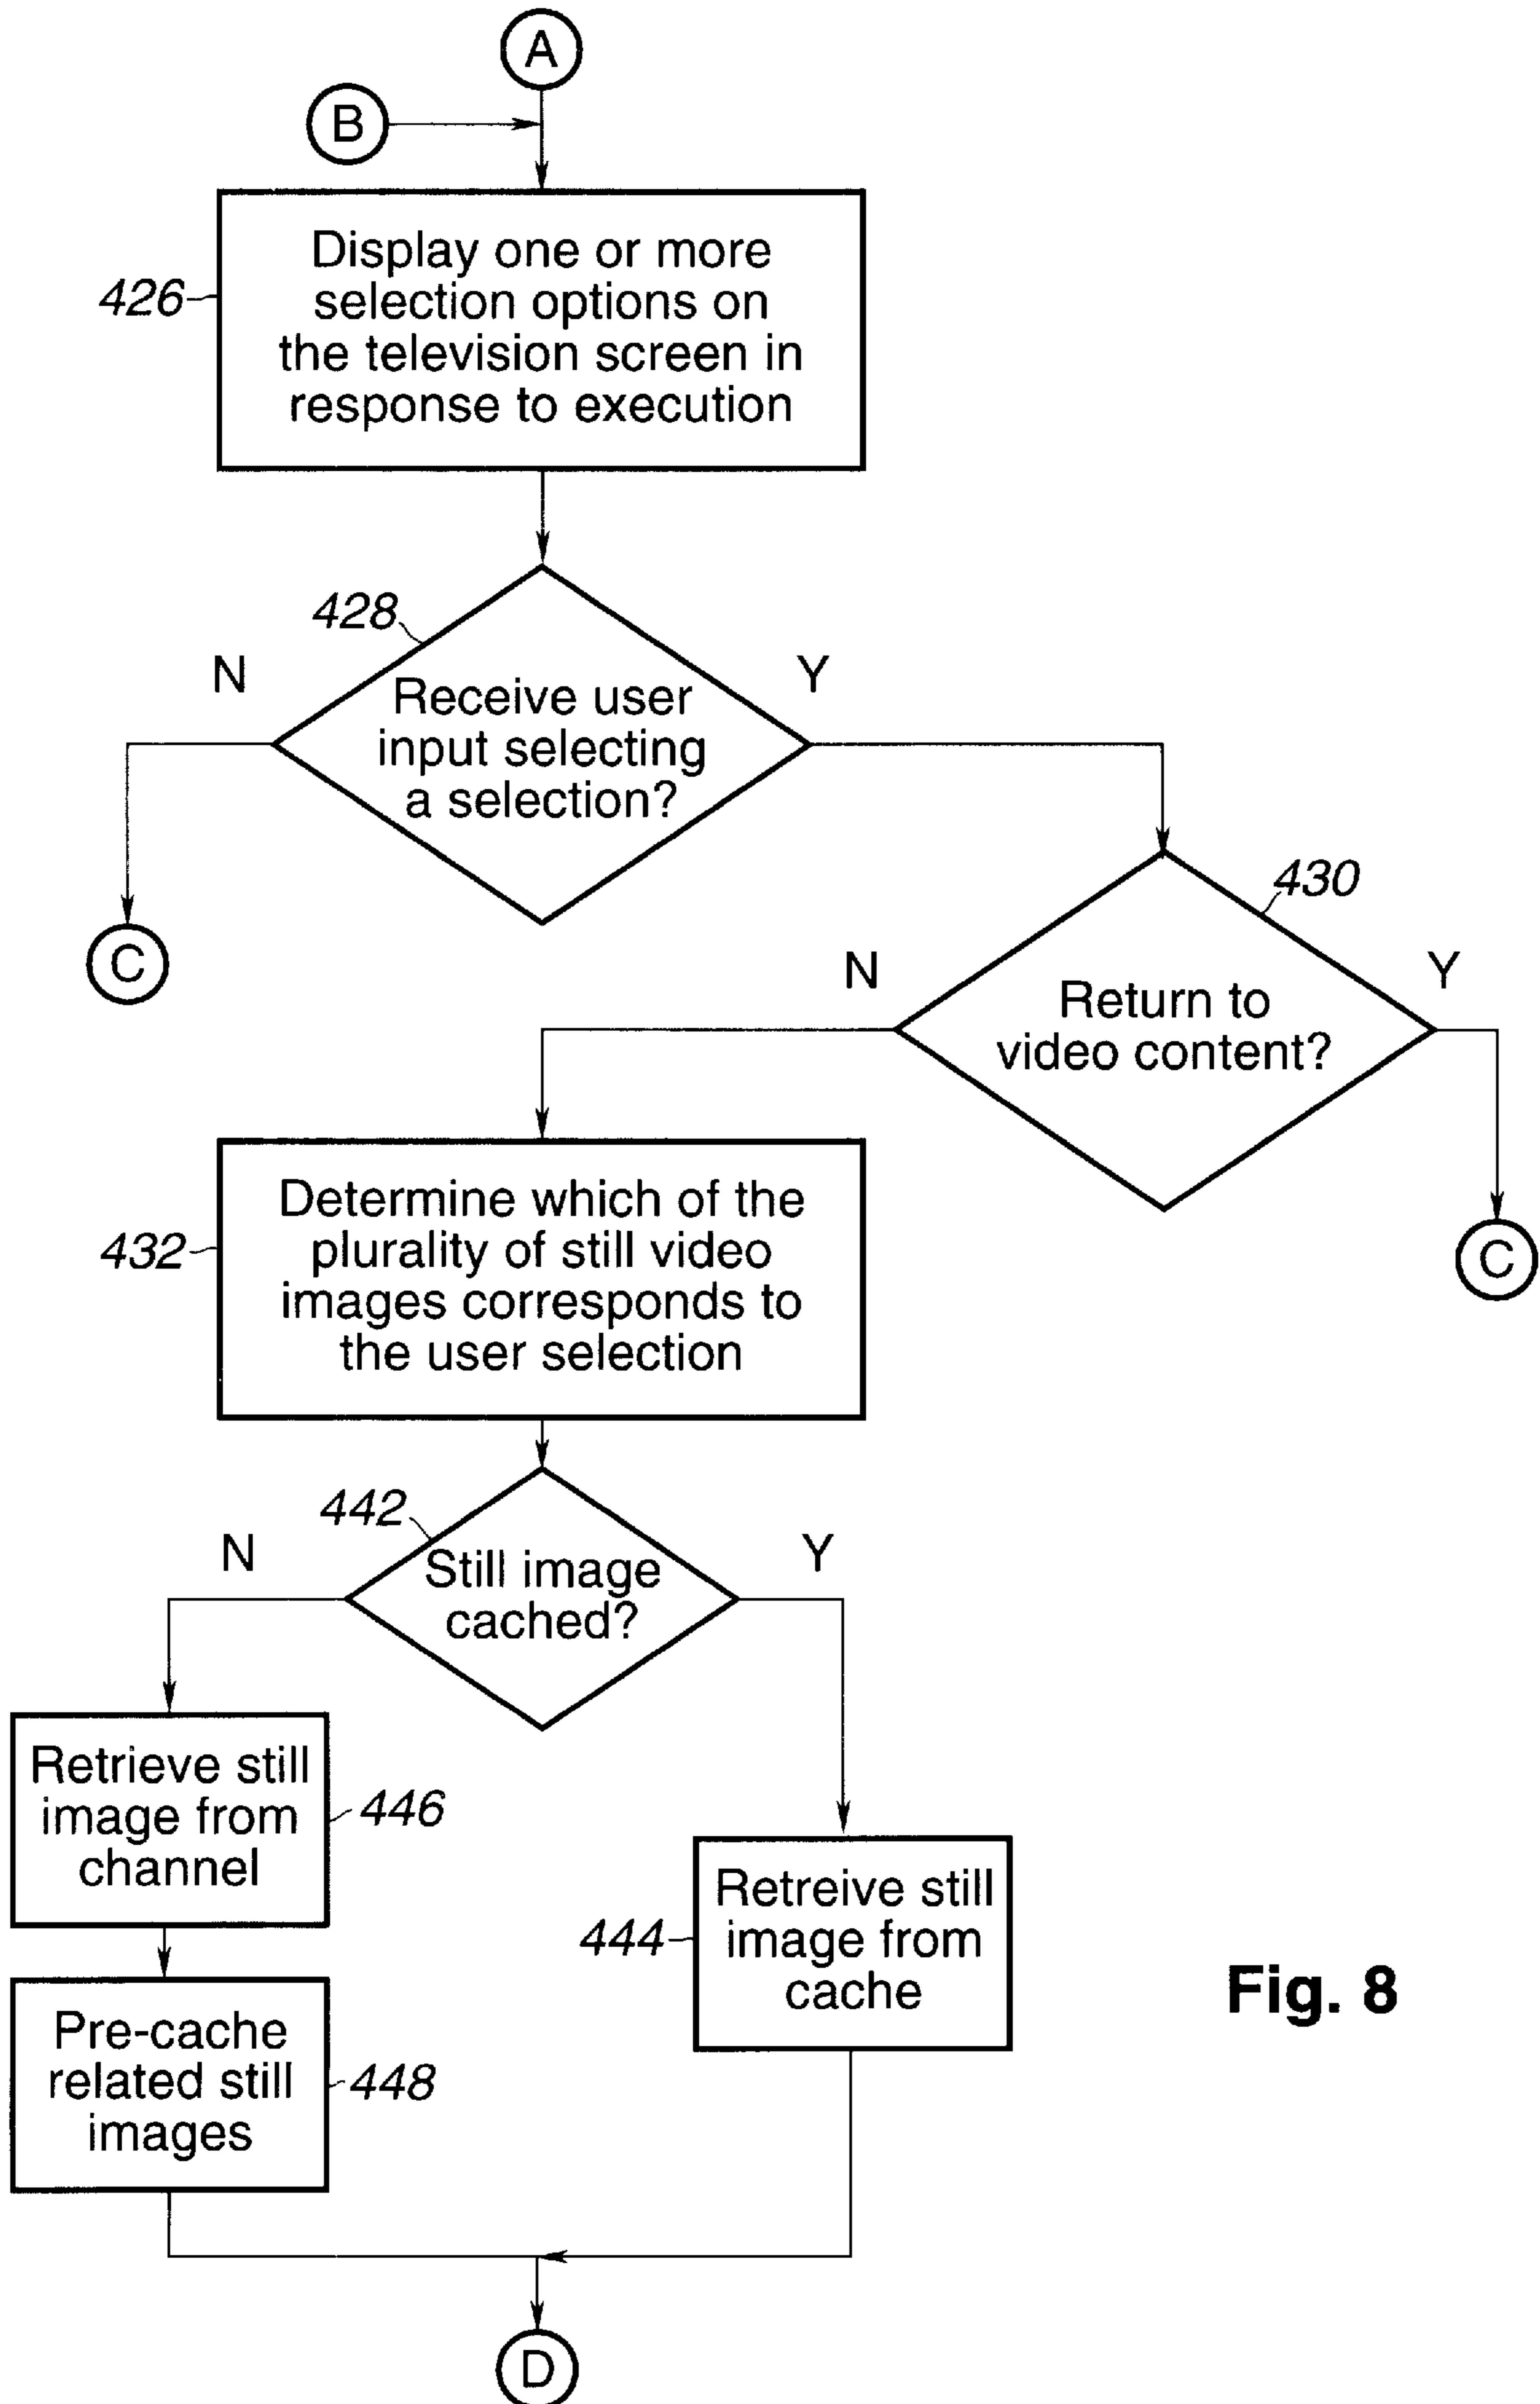 A
B
Display one or more
selection options on
the television screen in
response to execution
426
428
N
Y
Receive user
input selecting
a selection?
C
430
N
Y
Return to
video content?
C
Determine which of the
plurality of still video
images corresponds to
the user selection
432
442
N
Y
Still image
cached?
Retrieve still
image from
channel
446
Retreive still
image from
cache
444
Pre-cache
related still
images
448
Fig. 8
D